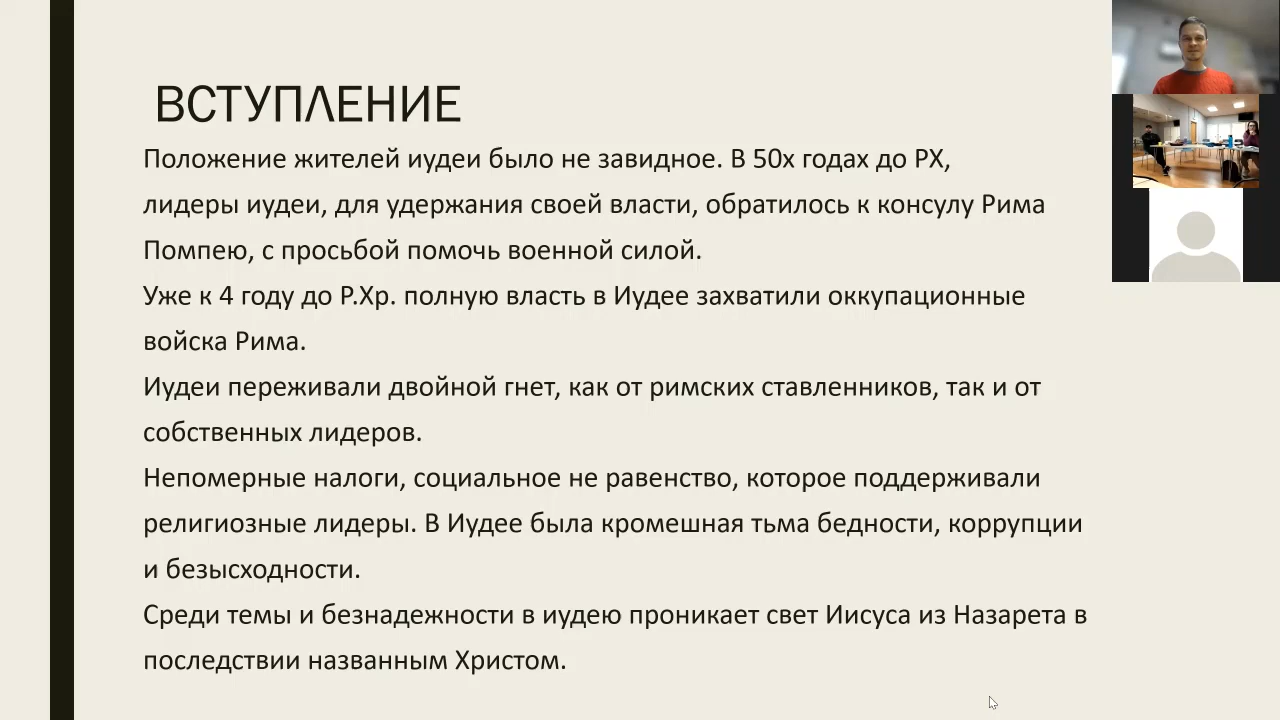 ВСТУПЛЕНИЕ
Положение жителей иудеи было не завидное. В 50х годах до РХ,
лидеры иудеи, для удержания своей власти, обратилось к консулу Рима
Помпею, с просьбой помочь военной силой.
Уже к 4 году до Р.Хр. полную власть в Иудее захватили оккупационные
войска Рима.
Иудеи переживали двойной гнет, как от римских ставленников, так и от
собственных лидеров.
Непомерные налоги, социальное не равенство, которое поддерживали
религиозные лидеры. В Иудее была кромешная тьма бедности, коррупции
и безысходности.
Среди темы и безнадежности в иудею проникает свет Иисуса из Назарета в
последствии названным Христом.